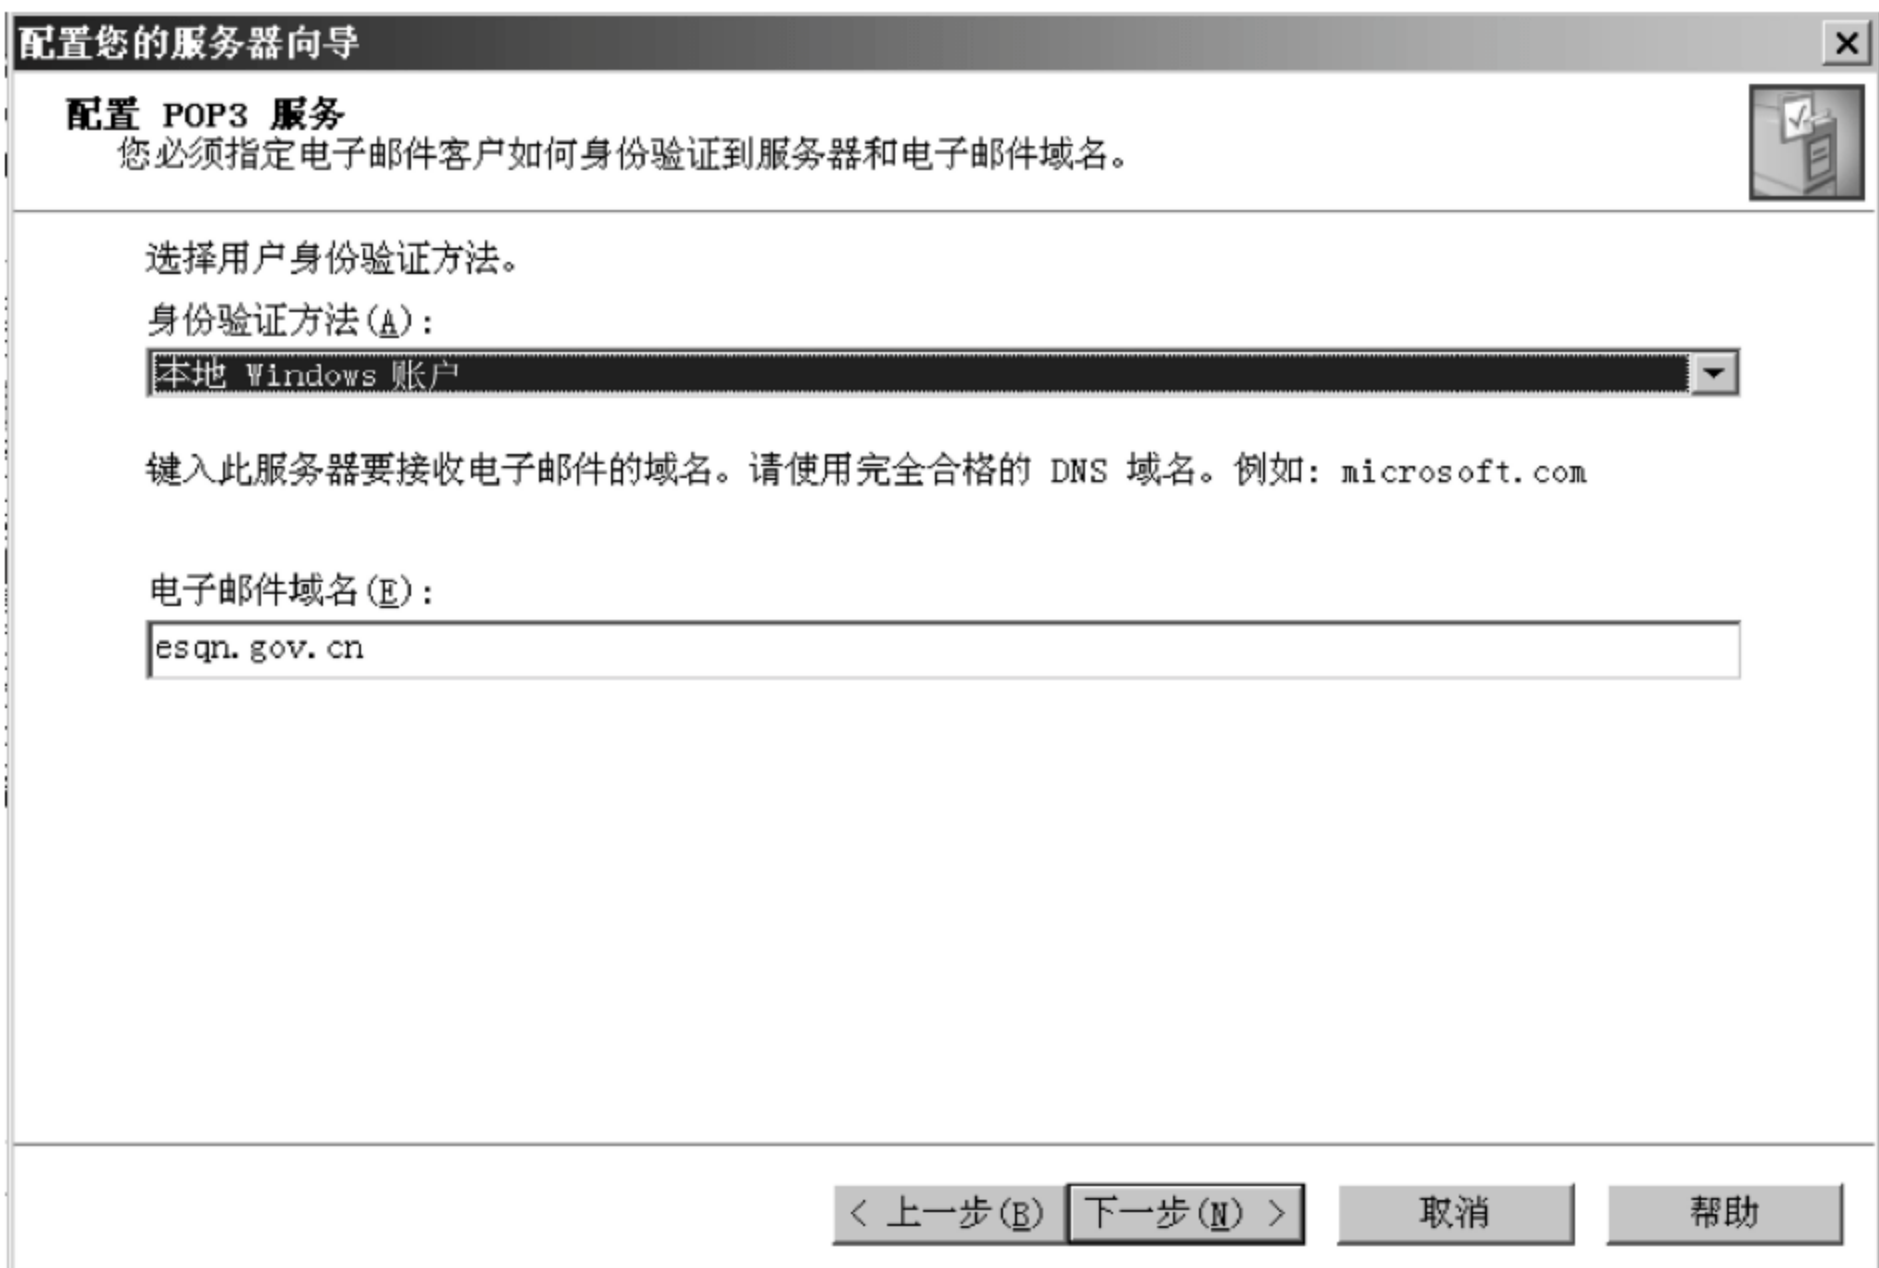 配置您的服务器向导
配置 POP3 服务
您必须指定电子邮件客户如何身份验证到服务器和电子邮件域名。
选择用户身份验证方法。
身份验证方法(A):
本地 Windows 账户
键入此服务器要接收电子邮件的域名。请使用完全合格的 DNS 域名。例如: microsoft.com
电子邮件域名(E):
esqn.gov.cn
< 上一步(B) 下一步(N) > 取消 帮助